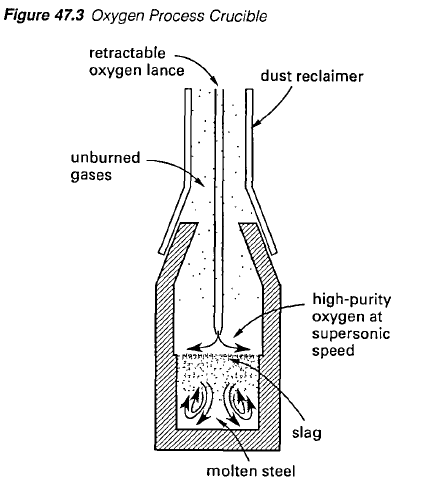 Figure 47.3 Oxygen Process Crucible
retractable
oxygen lance
dust reclaimer
unburned
gases
high-purity
oxygen at
supersonic
speed
slag
molten steel